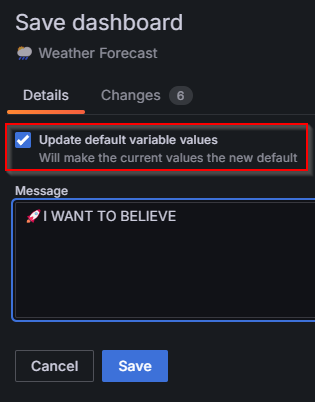 Save dashboard
🌧️ Weather Forecast
Details Changes 6
Update default variable values
Will make the current values the new default
Message
🚀I WANT TO BELIEVE
Cancel Save